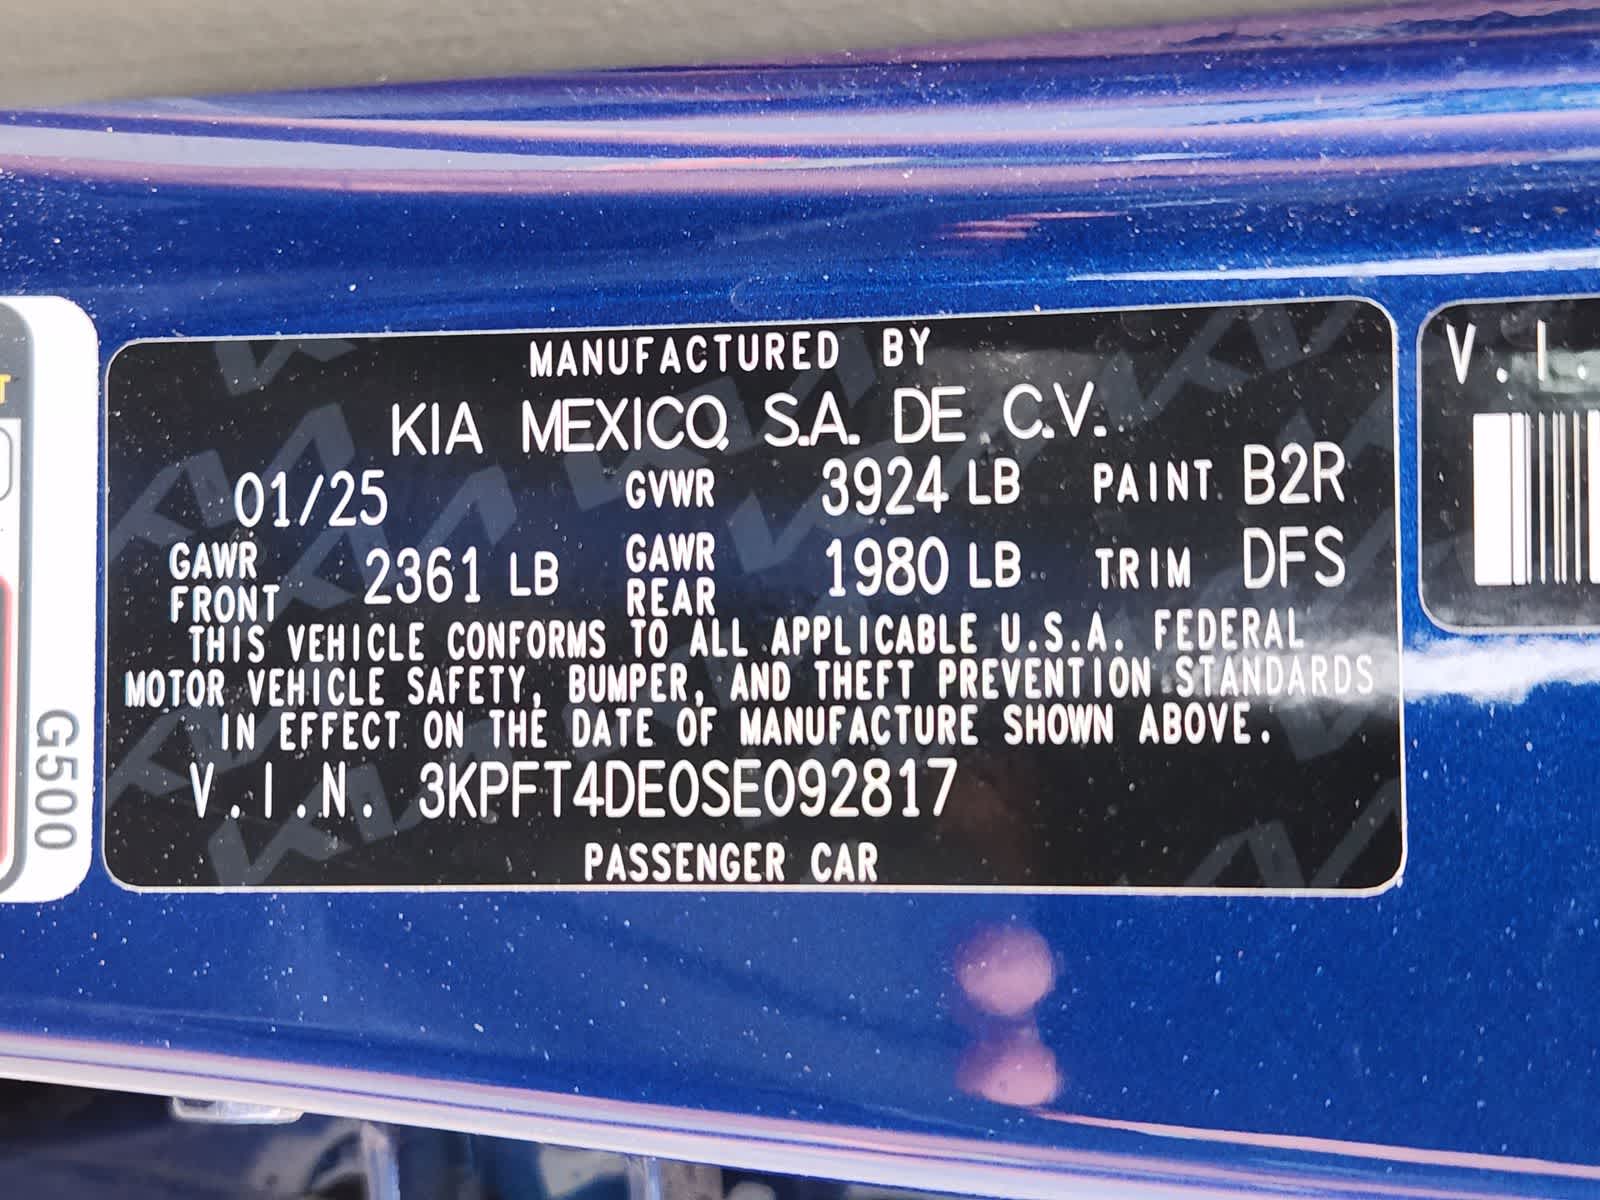 MANUFACTURED BY
KIA MEXICO, S.A. DE C.V.
01/25 GVWR 3924 LB PAINT B2R
GAWR FRONT 2361 LB GAWR REAR 1980 LB TRIM DFS
THIS VEHICLE CONFORMS TO ALL APPLICABLE U.S.A. FEDERAL
MOTOR VEHICLE SAFETY, BUMPER, AND THEFT PREVENTION STANDARDS
IN EFFECT ON THE DATE OF MANUFACTURE SHOWN ABOVE.
V.I.N. 3KPFT4DE0SE092817
PASSENGER CAR
G500
V.I.